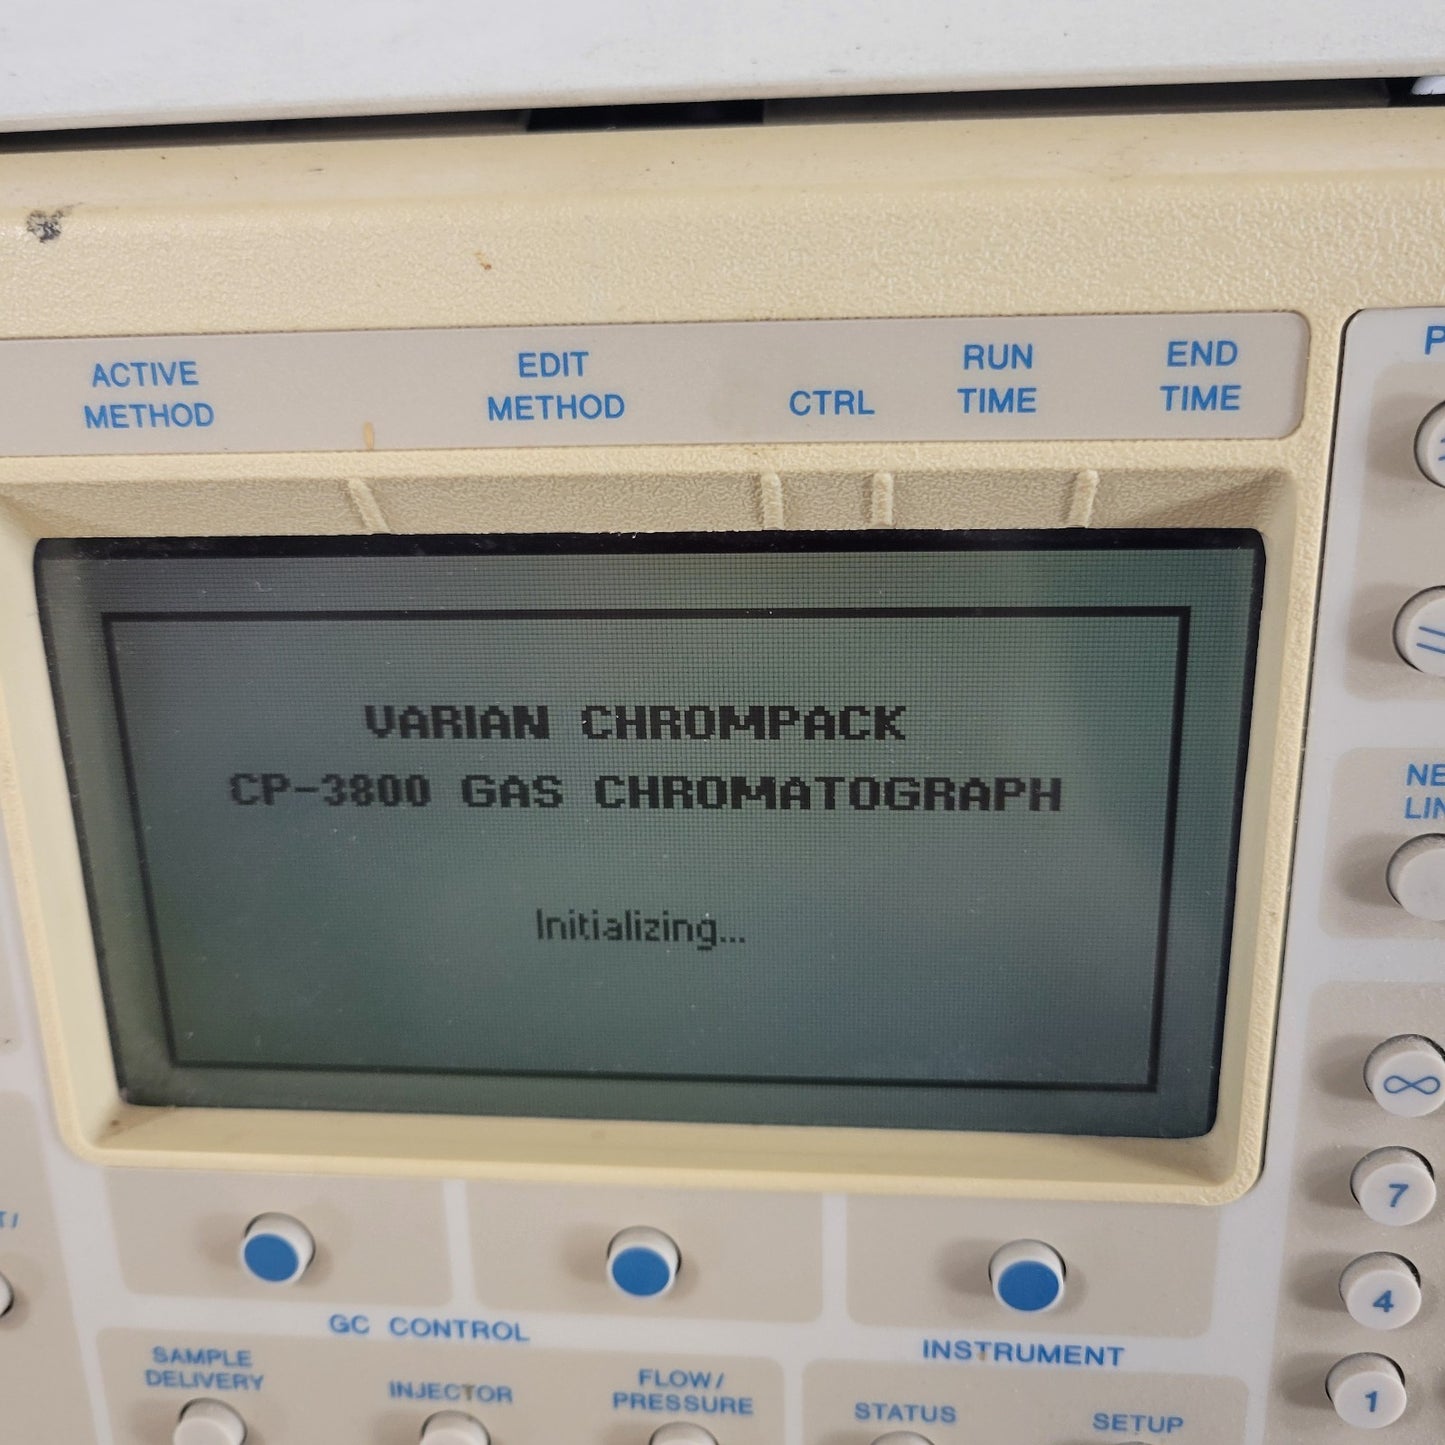 ACTIVE
METHOD
EDIT
METHOD
CTRL
RUN
TIME
END
TIME
VARIAN CHROMPACK
CP-3800 GAS CHROMATOGRAPH
Initializing...
GC CONTROL
INSTRUMENT
SAMPLE
DELIVERY
INJECTOR
FLOW/
PRESSURE
STATUS
SETUP
∞
7
4
1